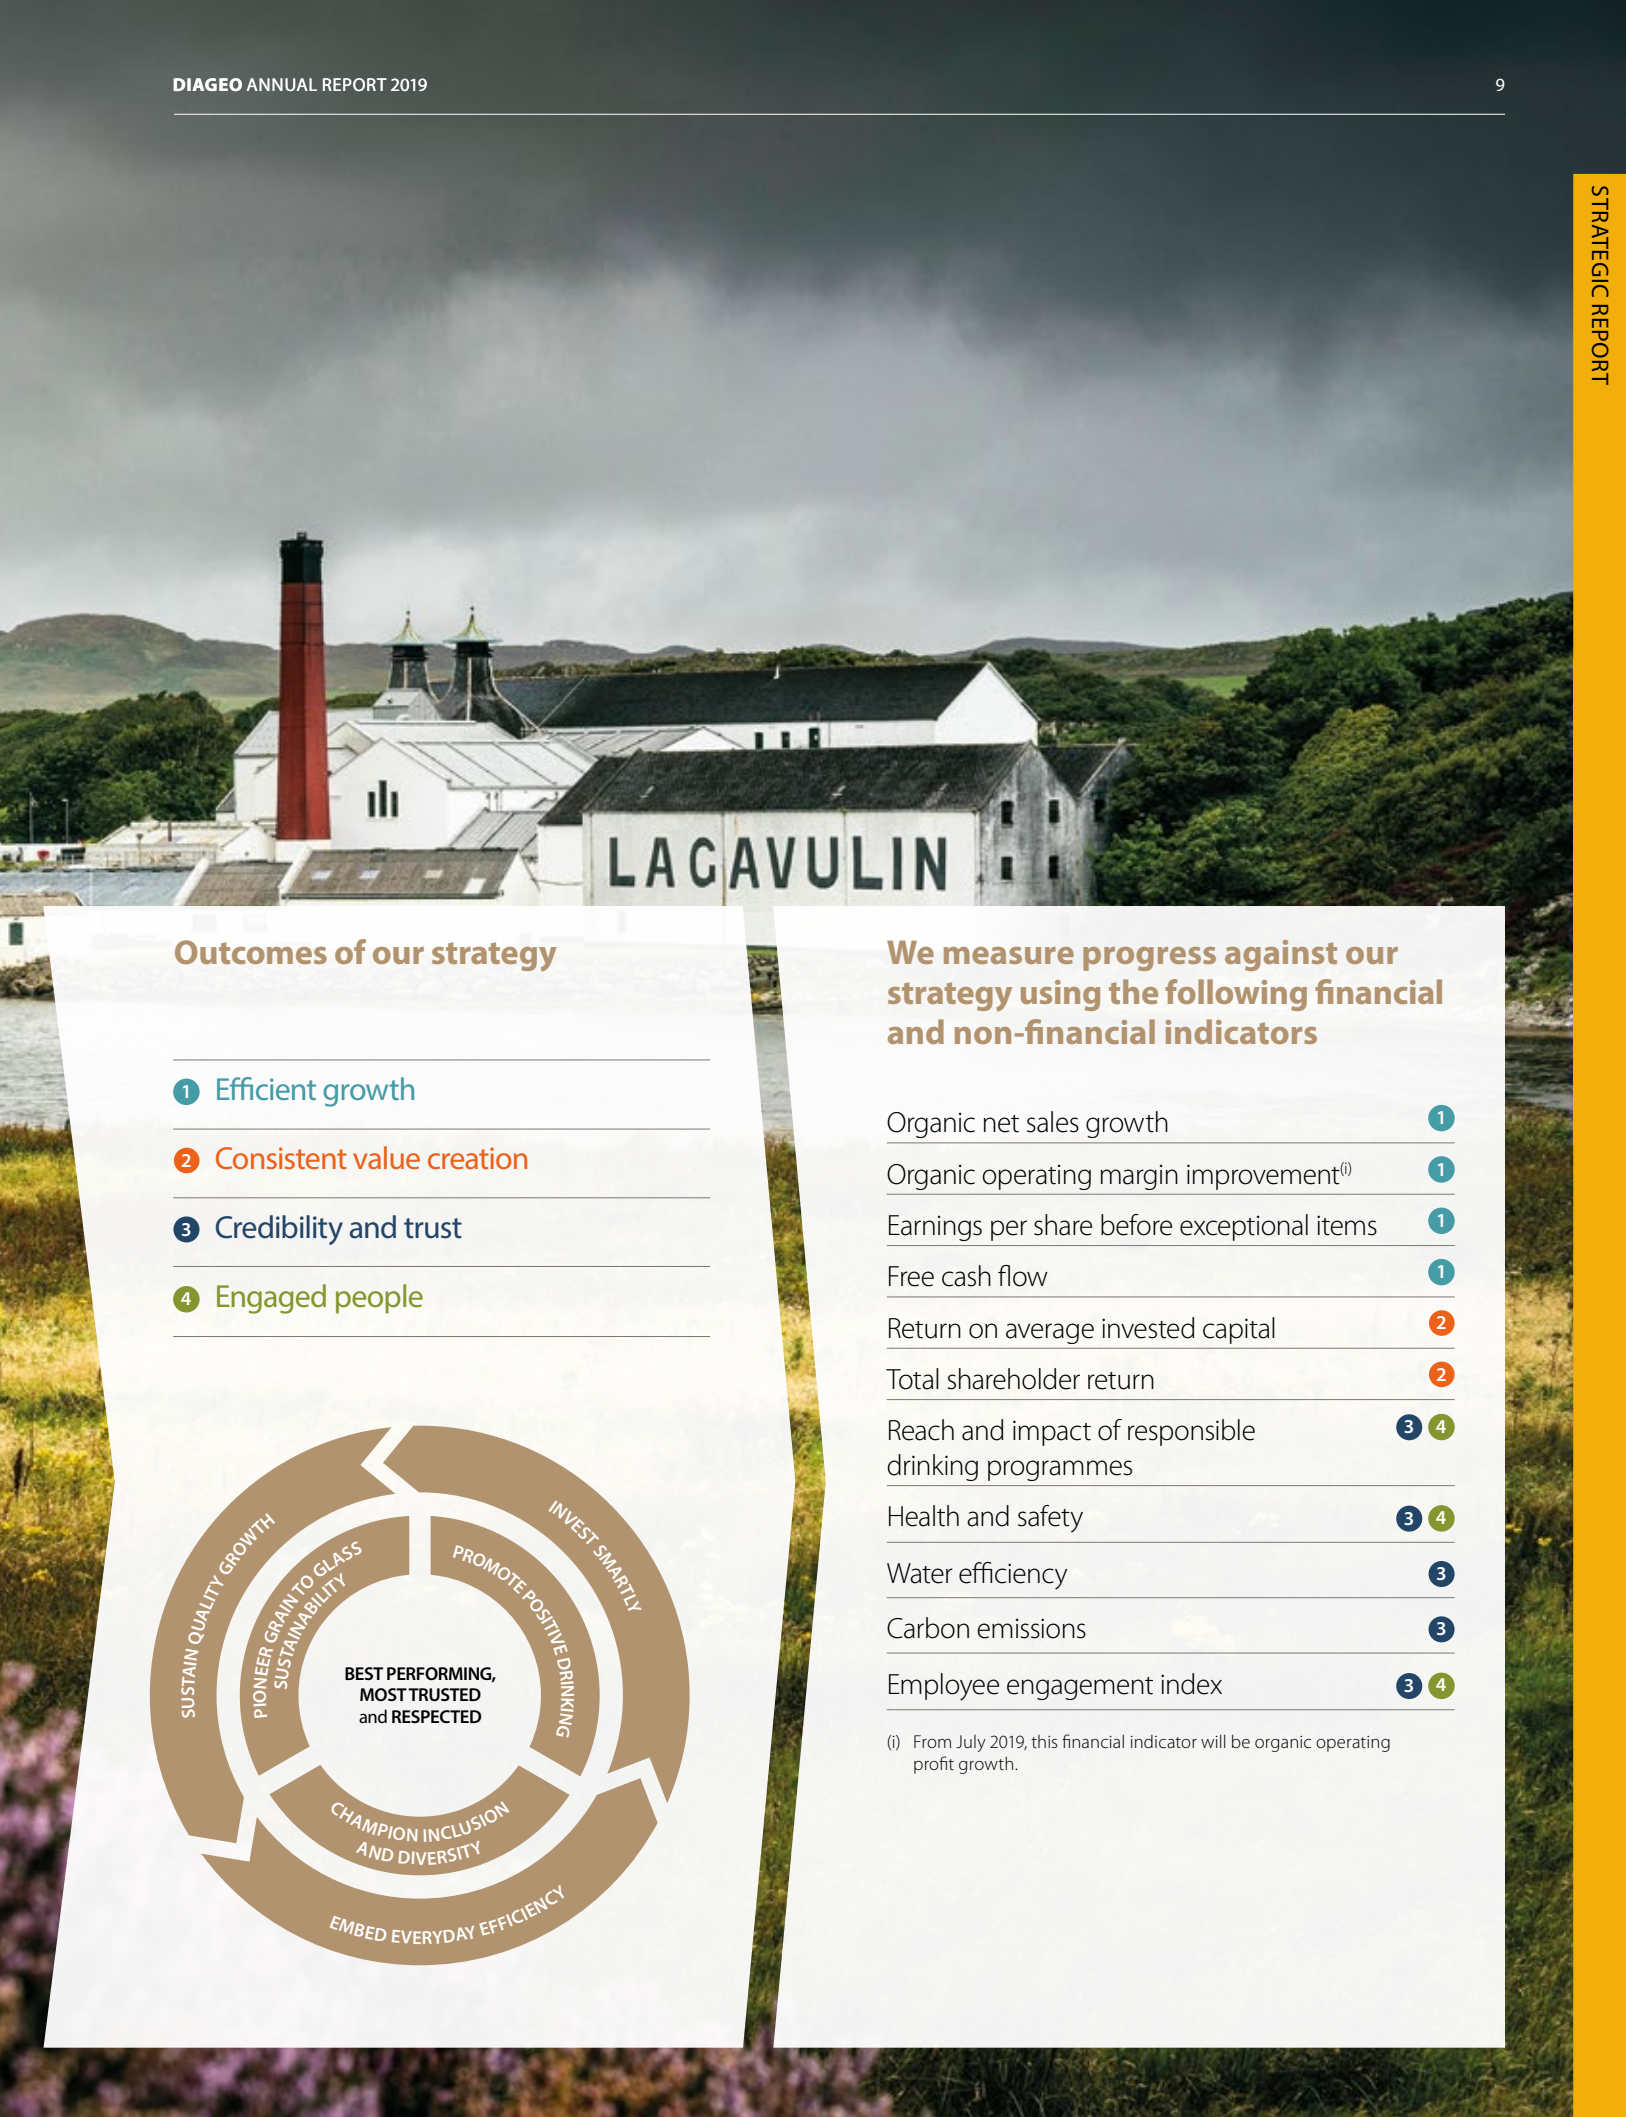 DIAGEO ANNUAL REPORT 2019
9
STRATEGIC REPORT
LAGAVULIN
Outcomes of our strategy
1 Efficient growth
2 Consistent value creation
3 Credibility and trust
4 Engaged people
SUSTAIN QUALITY GROWTH
INVEST SMARTLY
EMBED EVERYDAY EFFICIENCY
PIONEER GRAIN TO GLASS
SUSTAINABILITY
PROMOTE POSITIVE DRINKING
CHAMPION INCLUSION
AND DIVERSITY
BEST PERFORMING,
MOST TRUSTED
and RESPECTED
We measure progress against our
strategy using the following financial
and non-financial indicators
Organic net sales growth 1
Organic operating margin improvement(i) 1
Earnings per share before exceptional items 1
Free cash flow 1
Return on average invested capital 2
Total shareholder return 2
Reach and impact of responsible 3 4
drinking programmes
Health and safety 3 4
Water efficiency 3
Carbon emissions 3
Employee engagement index 3 4
(i) From July 2019, this financial indicator will be organic operating
profit growth.